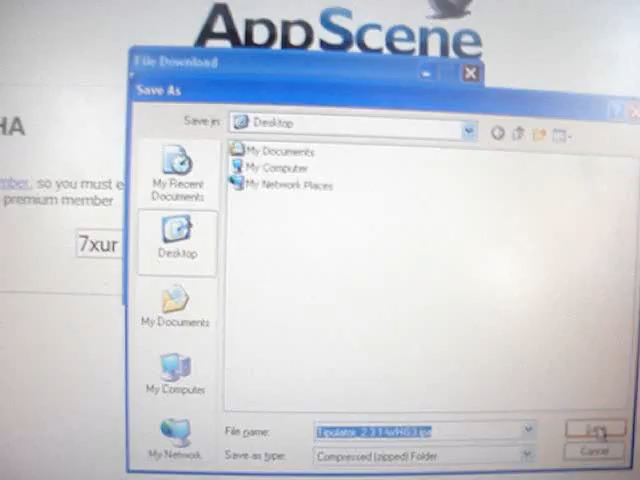 AppScene
File Download
Save As
HA
Save in:
Desktop
My Documents
My Computer
My Network Places
My Recent
Documents
mber, so you must e
premium member
7xur
Desktop
My Documents
My Computer
My Network
File name:
Save as type:
Compressed (zipped) Folder
Cancel